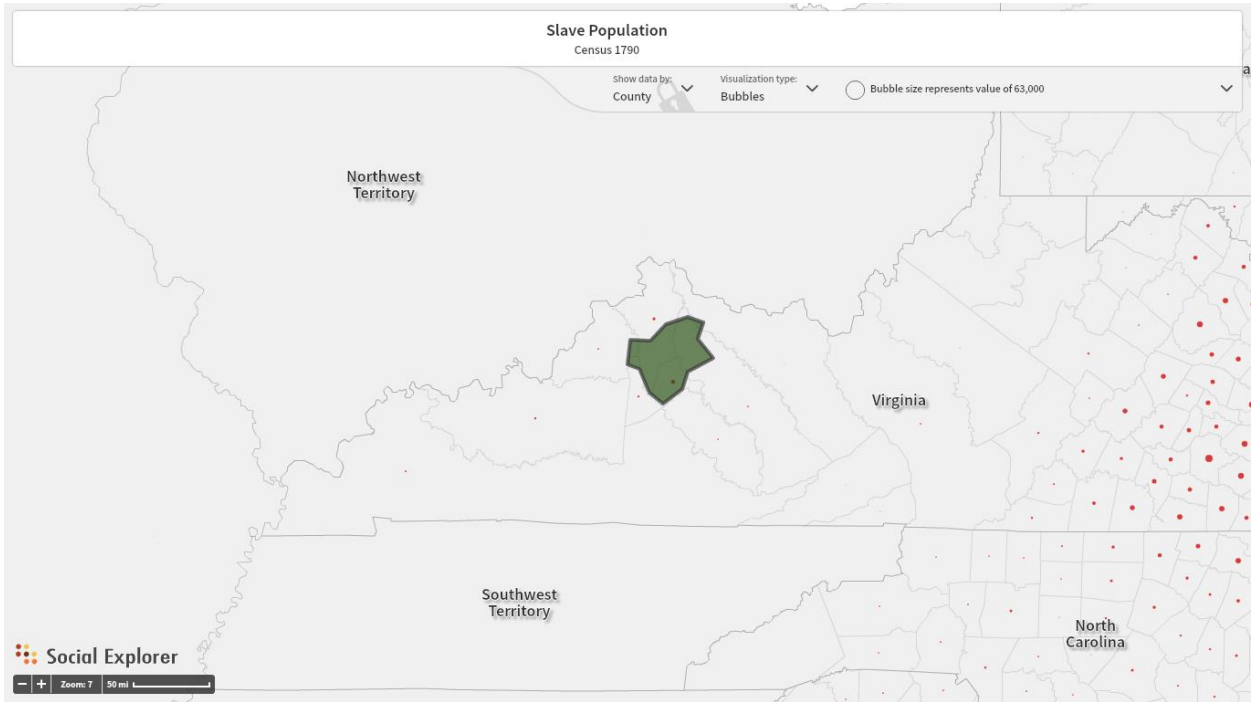 Slave Population
Census 1790
Show data by:
County
Visualization type:
Bubbles
Bubble size represents value of 63,000
Northwest
Territory
Virginia
Southwest
Territory
North
Carolina
Social Explorer
Zoom: 7
50 mi